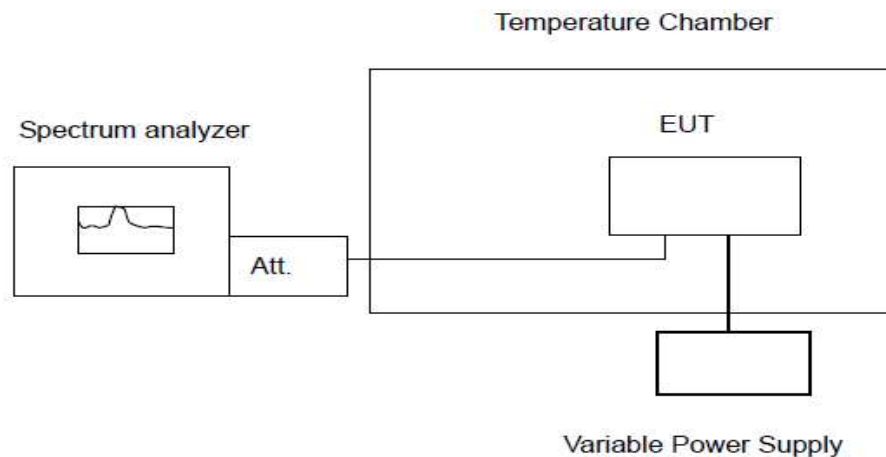 Temperature Chamber
Spectrum analyzer
EUT
Att.
Variable Power Supply